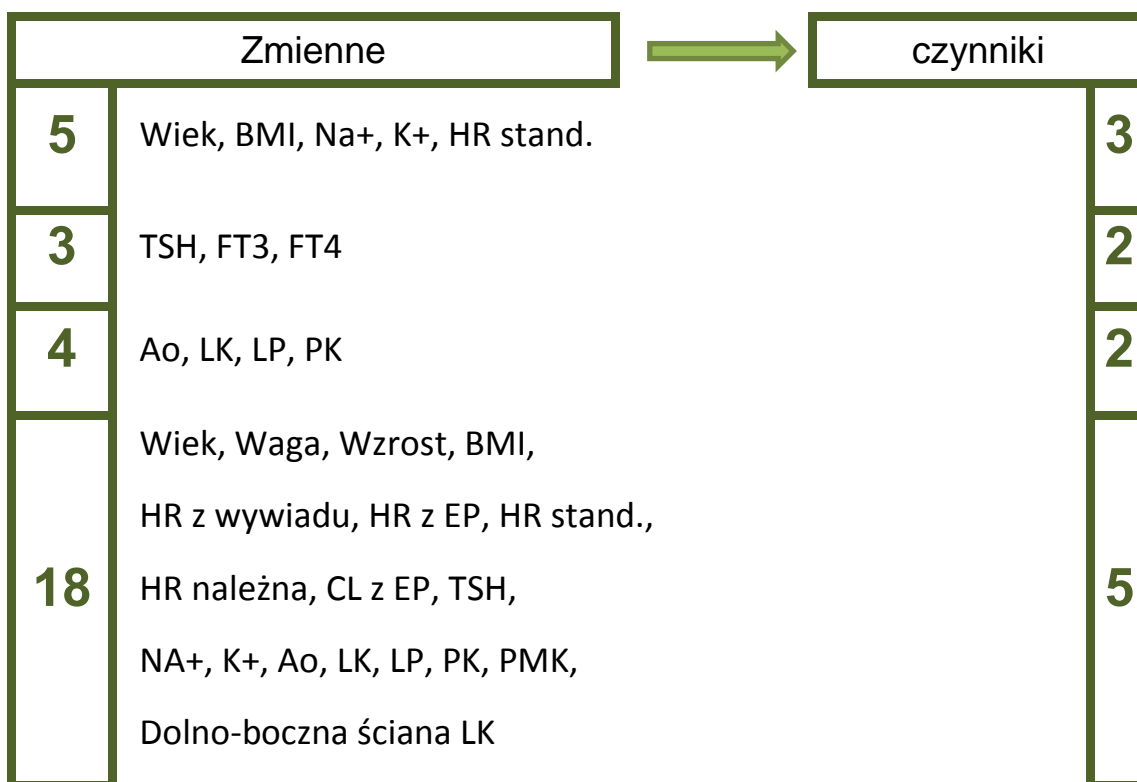 Zmienne
czynniki
5
Wiek, BMI, Na+, K+, HR stand.
3
3
TSH, FT3, FT4
2
4
Ao, LK, LP, PK
2
Wiek, Waga, Wzrost, BMI,
HR z wywiadu, HR z EP, HR stand.,
18
HR należna, CL z EP, TSH,
5
NA+, K+, Ao, LK, LP, PK, PMK,
Dolno-boczna ściana LK